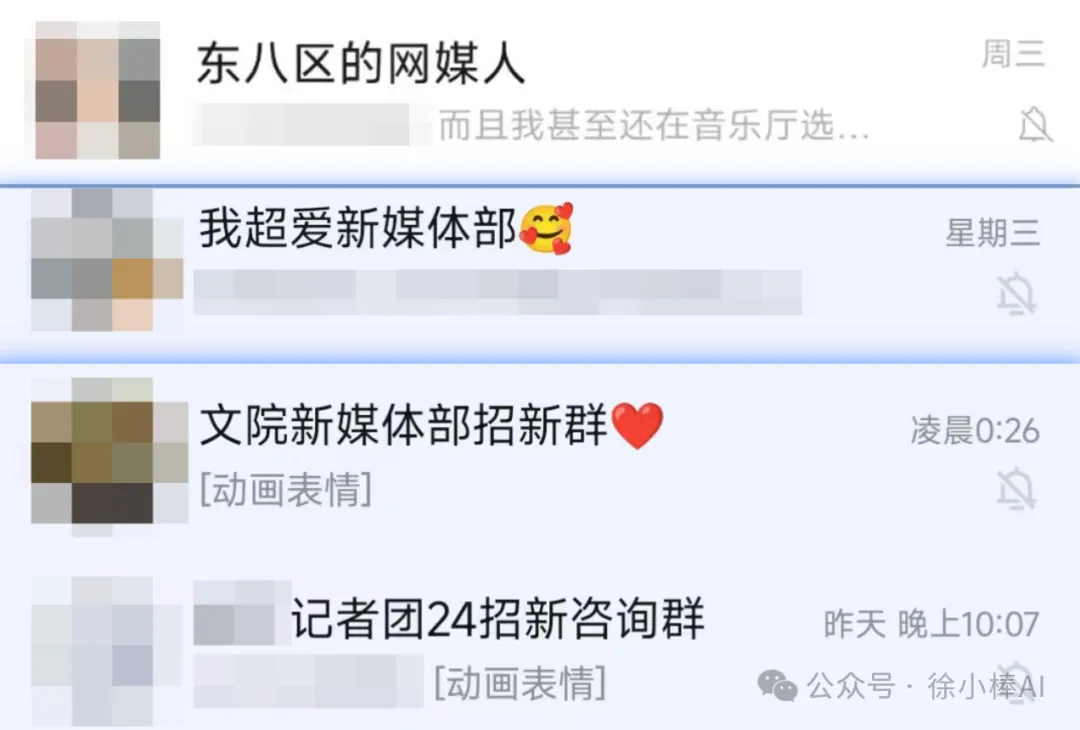 东八区的网媒人
周三
而且我甚至还在音乐厅选...
我超爱新媒体部🥰
星期三
文院新媒体部招新群❤️
凌晨0:26
[动画表情]
记者团24招新咨询群
昨天 晚上10:07
[动画表情]
公众号 · 徐小棒AI